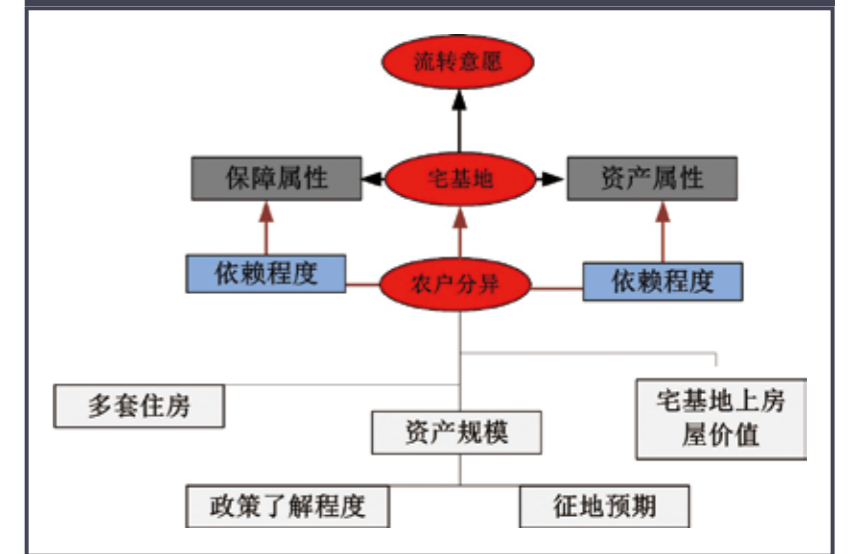 流转意愿
保障属性
宅基地
资产属性
依赖程度
农户分异
依赖程度
多套住房
资产规模
宅基地上房
屋价值
政策了解程度
征地预期